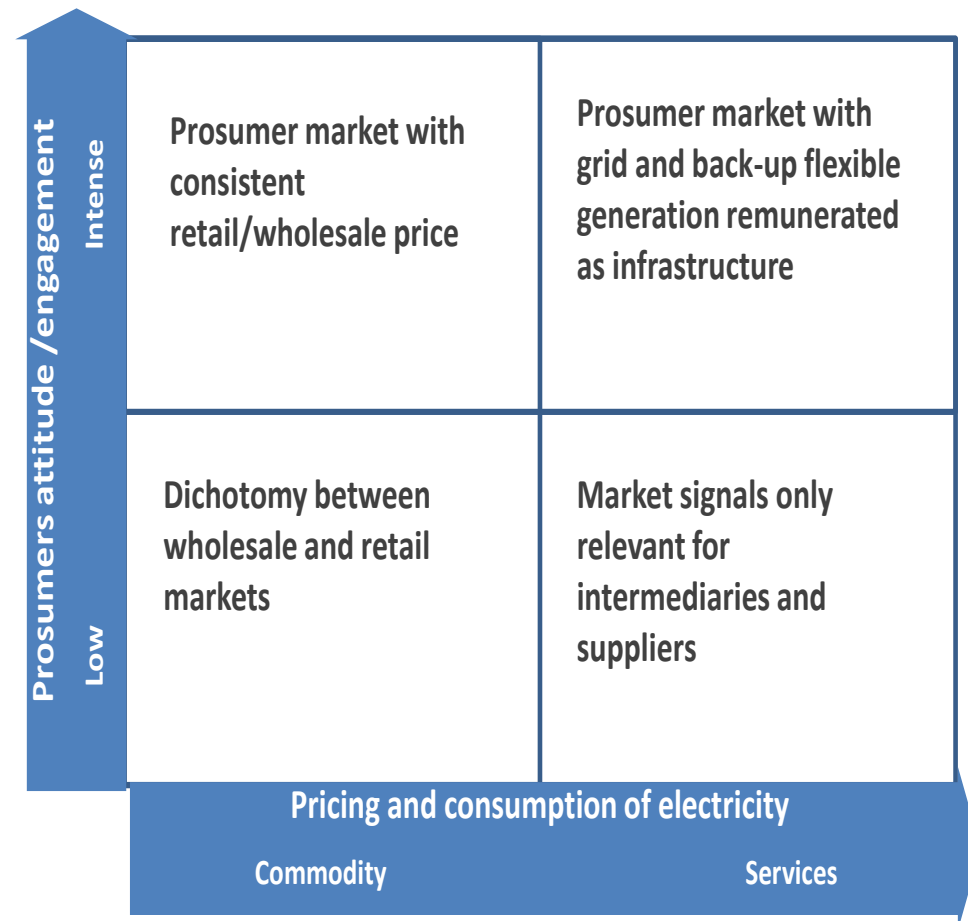 Prosumers attitude /engagement
Intense
Low
Prosumer market with
consistent
retail/wholesale price
Prosumer market with
grid and back-up flexible
generation remunerated
as infrastructure
Dichotomy between
wholesale and retail
markets
Market signals only
relevant for
intermediaries and
suppliers
Pricing and consumption of electricity
Commodity
Services